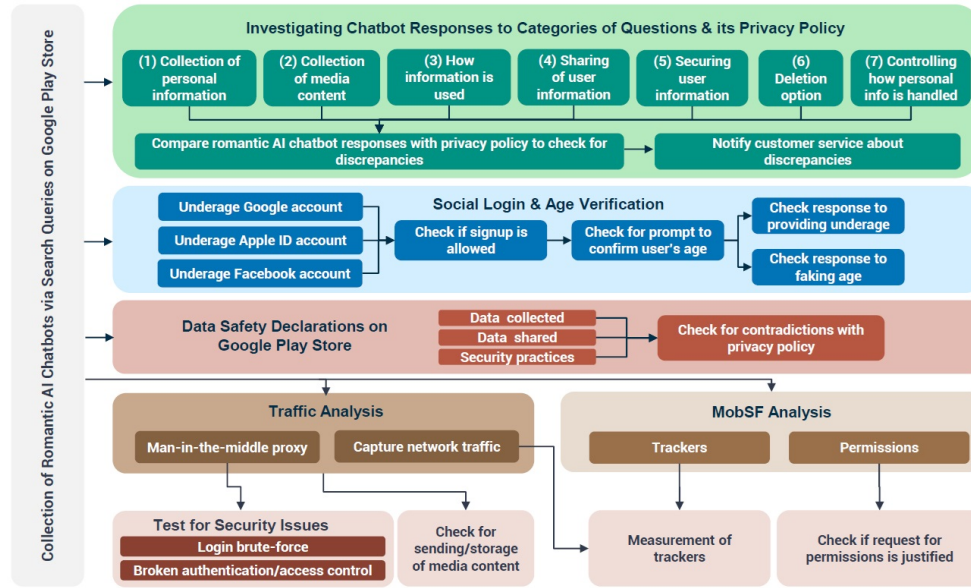 Collection of Romantic AI Chatbots via Search Queries on Google Play Store
Investigating Chatbot Responses to Categories of Questions & its Privacy Policy
(1) Collection of
personal
information
(2) Collection of
media
content
(3) How
information is
used
(4) Sharing
of user
information
(5) Securing
user
information
(6)
Deletion
option
(7) Controlling
how personal
info is handled
Compare romantic AI chatbot responses with privacy policy to check for
discrepancies
Notify customer service about
discrepancies
Social Login & Age Verification
Underage Google account
Underage Apple ID account
Underage Facebook account
Check if signup is
allowed
Check for prompt to
confirm user's age
Check response to
providing underage
Check response to
faking age
Data Safety Declarations on
Google Play Store
Data collected
Data shared
Security practices
Check for contradictions with
privacy policy
Traffic Analysis
Man-in-the-middle proxy
Capture network traffic
MobSF Analysis
Trackers
Permissions
Test for Security Issues
Login brute-force
Broken authentication/access control
Check for
sending/storage
of media content
Measurement of
trackers
Check if request for
permissions is justified